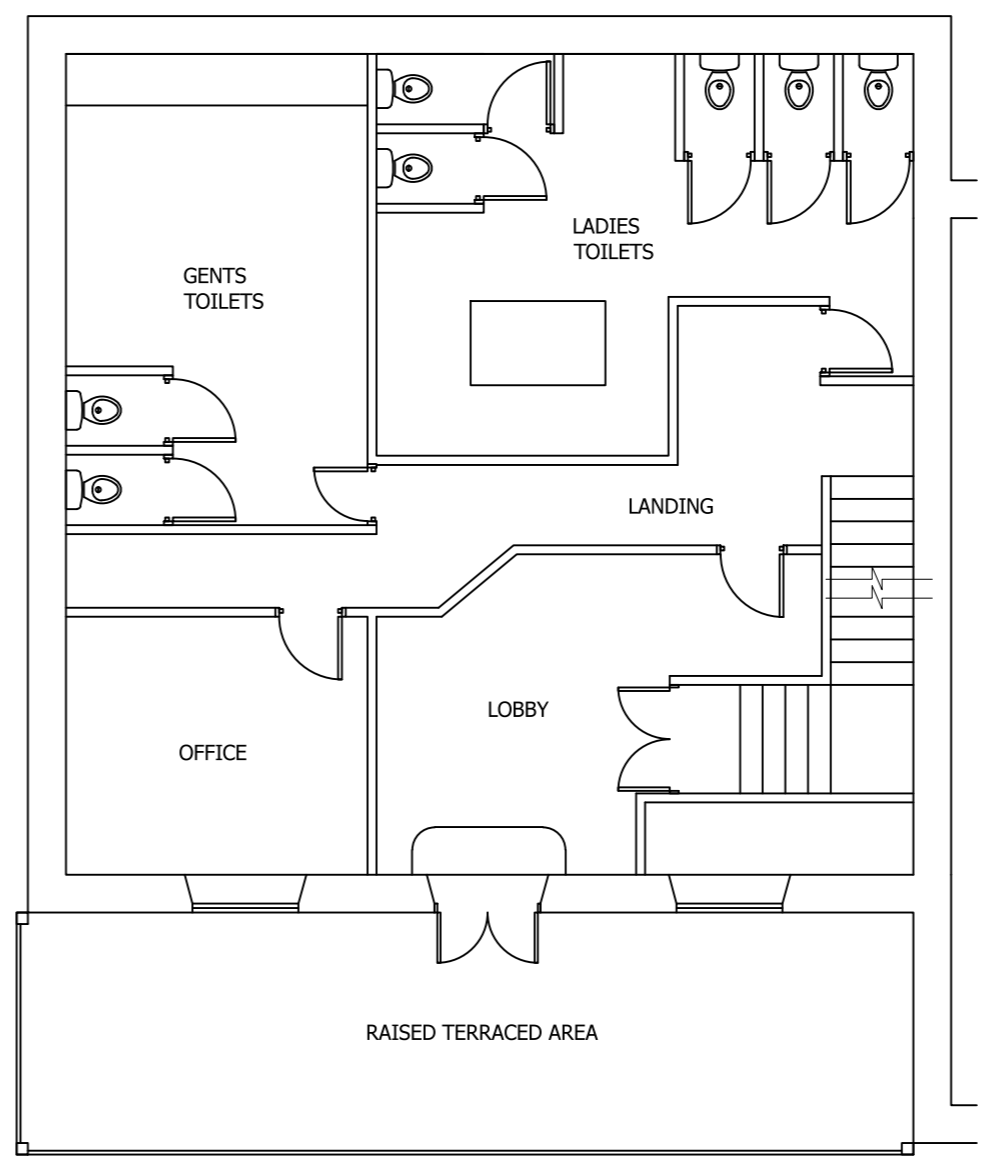 LADIES
TOILETS
GENTS
TOILETS
LANDING
LOBBY
OFFICE
RAISED TERRACED AREA